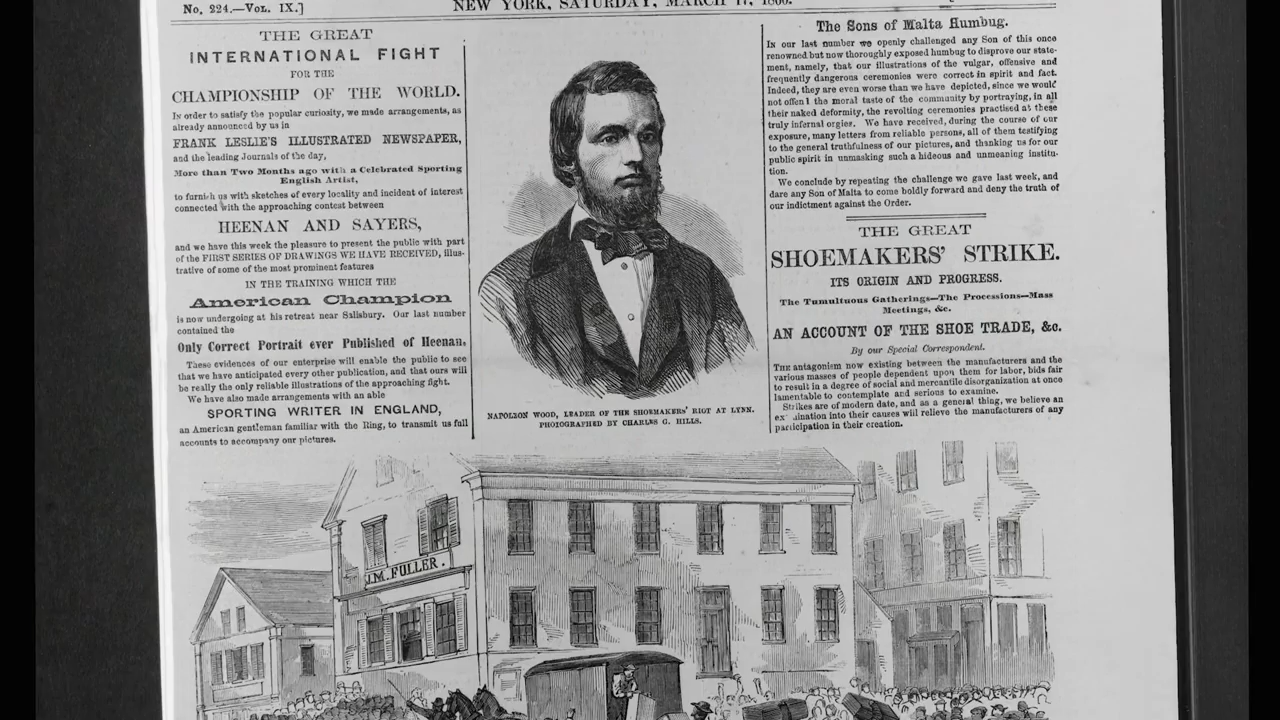 No. 224.—Vol. IX.]
NEW YORK, SATURDAY, MARCH 17, 1860.
THE GREAT
INTERNATIONAL FIGHT
FOR THE
CHAMPIONSHIP OF THE WORLD.
In order to satisfy the popular curiosity, we made arrangements, as
already announced by us in
FRANK LESLIE'S ILLUSTRATED NEWSPAPER,
and the leading Journals of the day,
More than Two Months ago with a Celebrated Sporting
English Artist,
to furnish us with sketches of every locality and incident of interest
connected with the approaching contest between
HEENAN AND SAYERS,
and we have this week the pleasure to present the public with part
of the FIRST SERIES OF DRAWINGS WE HAVE RECEIVED, illus-
trative of some of the most prominent features
IN THE TRAINING WHICH THE
American Champion
is now undergoing at his retreat near Salisbury. Our last number
contained the
Only Correct Portrait ever Published of Heenan.
These evidences of our enterprise will enable the public to see
that we have anticipated every other publication, and that ours will
be really the only reliable illustrations of the approaching fight.
We have also made arrangements with an able
SPORTING WRITER IN ENGLAND,
an American gentleman familiar with the Ring, to transmit us full
accounts to accompany our pictures.
NAPOLEON WOOD, LEADER OF THE SHOEMAKERS' RIOT AT LYNN.
PHOTOGRAPHED BY CHARLES G. HILLS.
The Sons of Malta Humbug.
In our last number we openly challenged any Son of this once
renowned but now thoroughly exposed humbug to disprove our state-
ment, namely, that our illustrations of the vulgar, offensive and
frequently dangerous ceremonies were correct in spirit and fact.
Indeed, they are even worse than we have depicted, since we would
not offend the moral taste of the community by portraying, in all
their naked deformity, the revolting ceremonies practised at these
truly infernal orgies. We have received, during the course of our
exposure, many letters from reliable persons, all of them testifying
to the general truthfulness of our pictures, and thanking us for our
public spirit in unmasking such a hideous and unmeaning institu-
tion.
We conclude by repeating the challenge we gave last week, and
dare any Son of Malta to come boldly forward and deny the truth of
our indictment against the Order.
THE GREAT
SHOEMAKERS' STRIKE.
ITS ORIGIN AND PROGRESS.
The Tumultuous Gatherings—The Processions—Mass
Meetings, &c.
AN ACCOUNT OF THE SHOE TRADE, &c.
By our Special Correspondent.
The antagonism now existing between the manufacturers and the
various masses of people dependent upon them for labor, bids fair
to result in a degree of social and mercantile disorganization at once
lamentable to contemplate and serious to examine.
Strikes are of modern date, and as a general thing, we believe an
examination into their causes will relieve the manufacturers of any
participation in their creation.
J.M. FULLER.